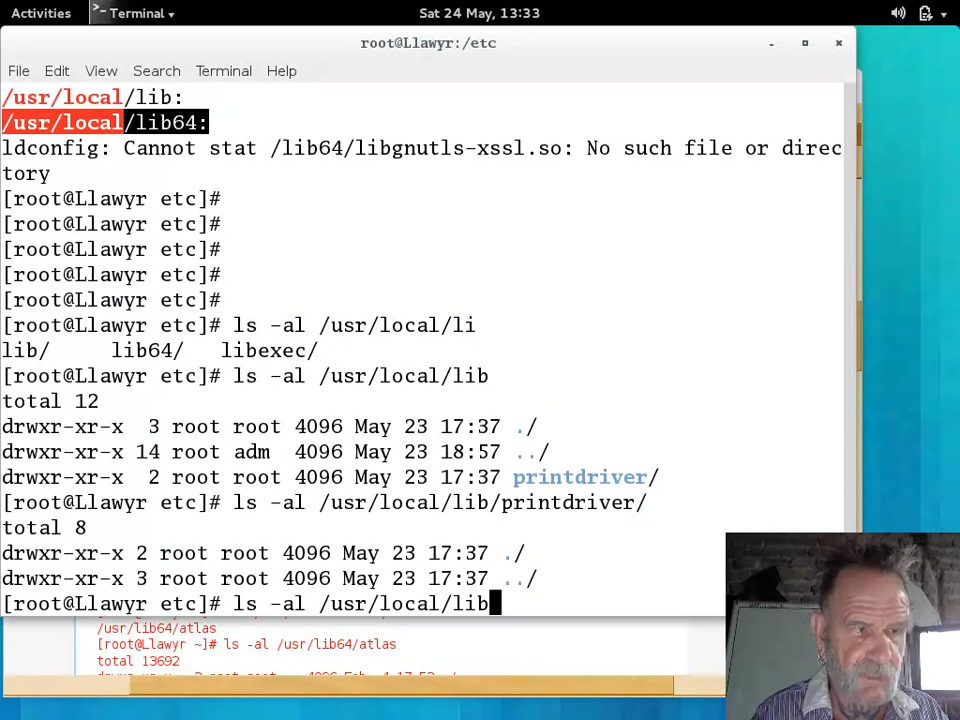 Activities >_ Terminal Sat 24 May, 13:33
root@Llawyr:/etc
File Edit View Search Terminal Help
/usr/local/lib:
/usr/local/lib64:
ldconfig: Cannot stat /lib64/libgnutls-xssl.so: No such file or direc
tory
[root@Llawyr etc]#
[root@Llawyr etc]#
[root@Llawyr etc]#
[root@Llawyr etc]#
[root@Llawyr etc]#
[root@Llawyr etc]# ls -al /usr/local/li
lib/ lib64/ libexec/
[root@Llawyr etc]# ls -al /usr/local/lib
total 12
drwxr-xr-x 3 root root 4096 May 23 17:37 ./
drwxr-xr-x 14 root adm 4096 May 23 18:57 ../
drwxr-xr-x 2 root root 4096 May 23 17:37 printdriver/
[root@Llawyr etc]# ls -al /usr/local/lib/printdriver/
total 8
drwxr-xr-x 2 root root 4096 May 23 17:37 ./
drwxr-xr-x 3 root root 4096 May 23 17:37 ../
[root@Llawyr etc]# ls -al /usr/local/lib
/usr/lib64/atlas
[root@Llawyr ~]# ls -al /usr/lib64/atlas
total 13692